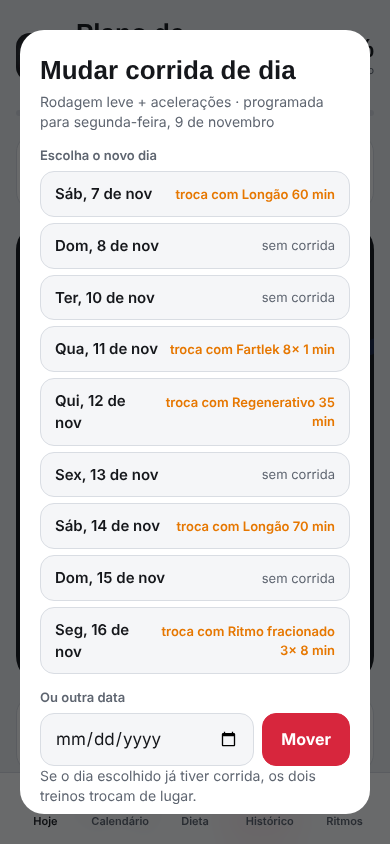 Mudar corrida de dia
Rodagem leve + acelerações · programada
para segunda-feira, 9 de novembro
Escolha o novo dia
Sáb, 7 de nov troca com Longão 60 min
Dom, 8 de nov sem corrida
Ter, 10 de nov sem corrida
Qua, 11 de nov troca com Fartlek 8× 1 min
Qui, 12 de nov troca com Regenerativo 35 min
Sex, 13 de nov sem corrida
Sáb, 14 de nov troca com Longão 70 min
Dom, 15 de nov sem corrida
Seg, 16 de nov troca com Ritmo fracionado 3× 8 min
Ou outra data
mm/dd/yyyy Mover
Se o dia escolhido já tiver corrida, os dois
treinos trocam de lugar.
Hoje Calendário Dieta Histórico Ritmos